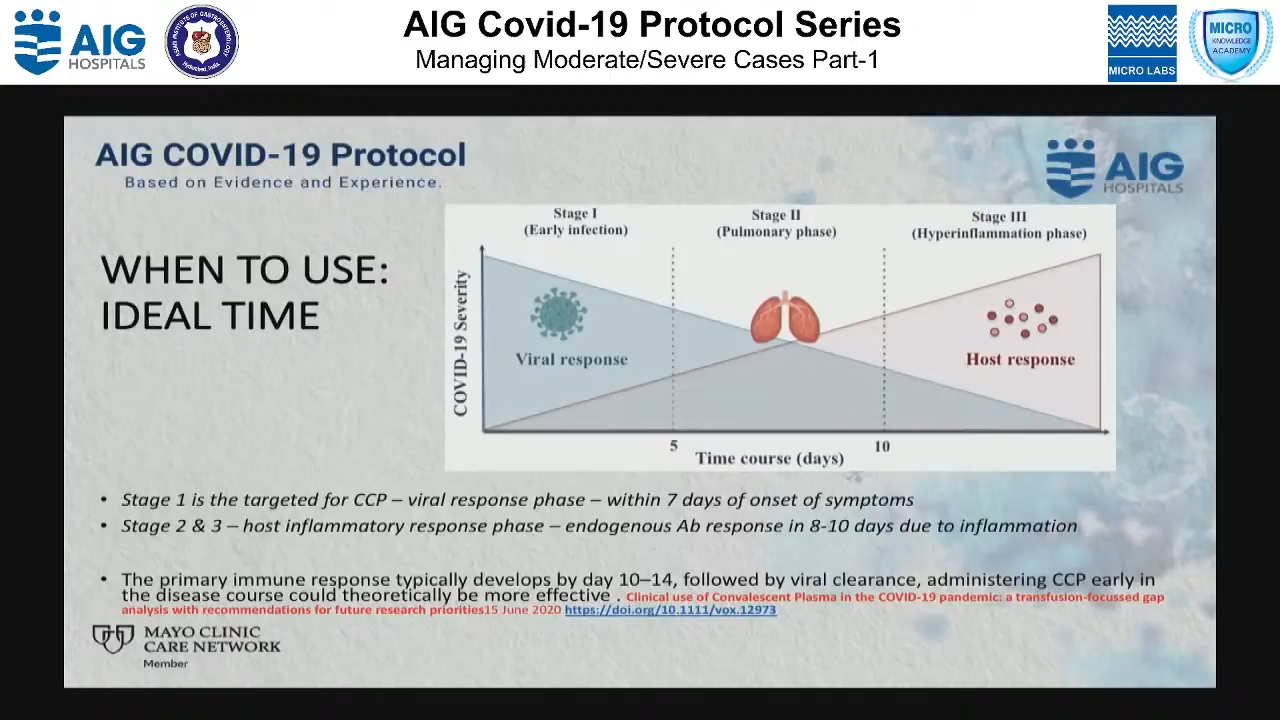 AIG
HOSPITALS
ASIAN INSTITUTE OF GASTROENTEROLOGY
Hyderabad, India
AIG Covid-19 Protocol Series
Managing Moderate/Severe Cases Part-1
MICRO LABS
MICRO
KNOWLEDGE
ACADEMY
AIG COVID-19 Protocol
Based on Evidence and Experience.
AIG
HOSPITALS
WHEN TO USE:
IDEAL TIME
Stage I
(Early infection)
Stage II
(Pulmonary phase)
Stage III
(Hyperinflammation phase)
COVID-19 Severity
Viral response
Host response
5
10
Time course (days)
• Stage 1 is the targeted for CCP – viral response phase – within 7 days of onset of symptoms
• Stage 2 & 3 – host inflammatory response phase – endogenous Ab response in 8-10 days due to inflammation
• The primary immune response typically develops by day 10–14, followed by viral clearance, administering CCP early in
the disease course could theoretically be more effective . Clinical use of Convalescent Plasma in the COVID-19 pandemic: a transfusion-focussed gap
analysis with recommendations for future research priorities15 June 2020 https://doi.org/10.1111/vox.12973
MAYO CLINIC
CARE NETWORK
Member